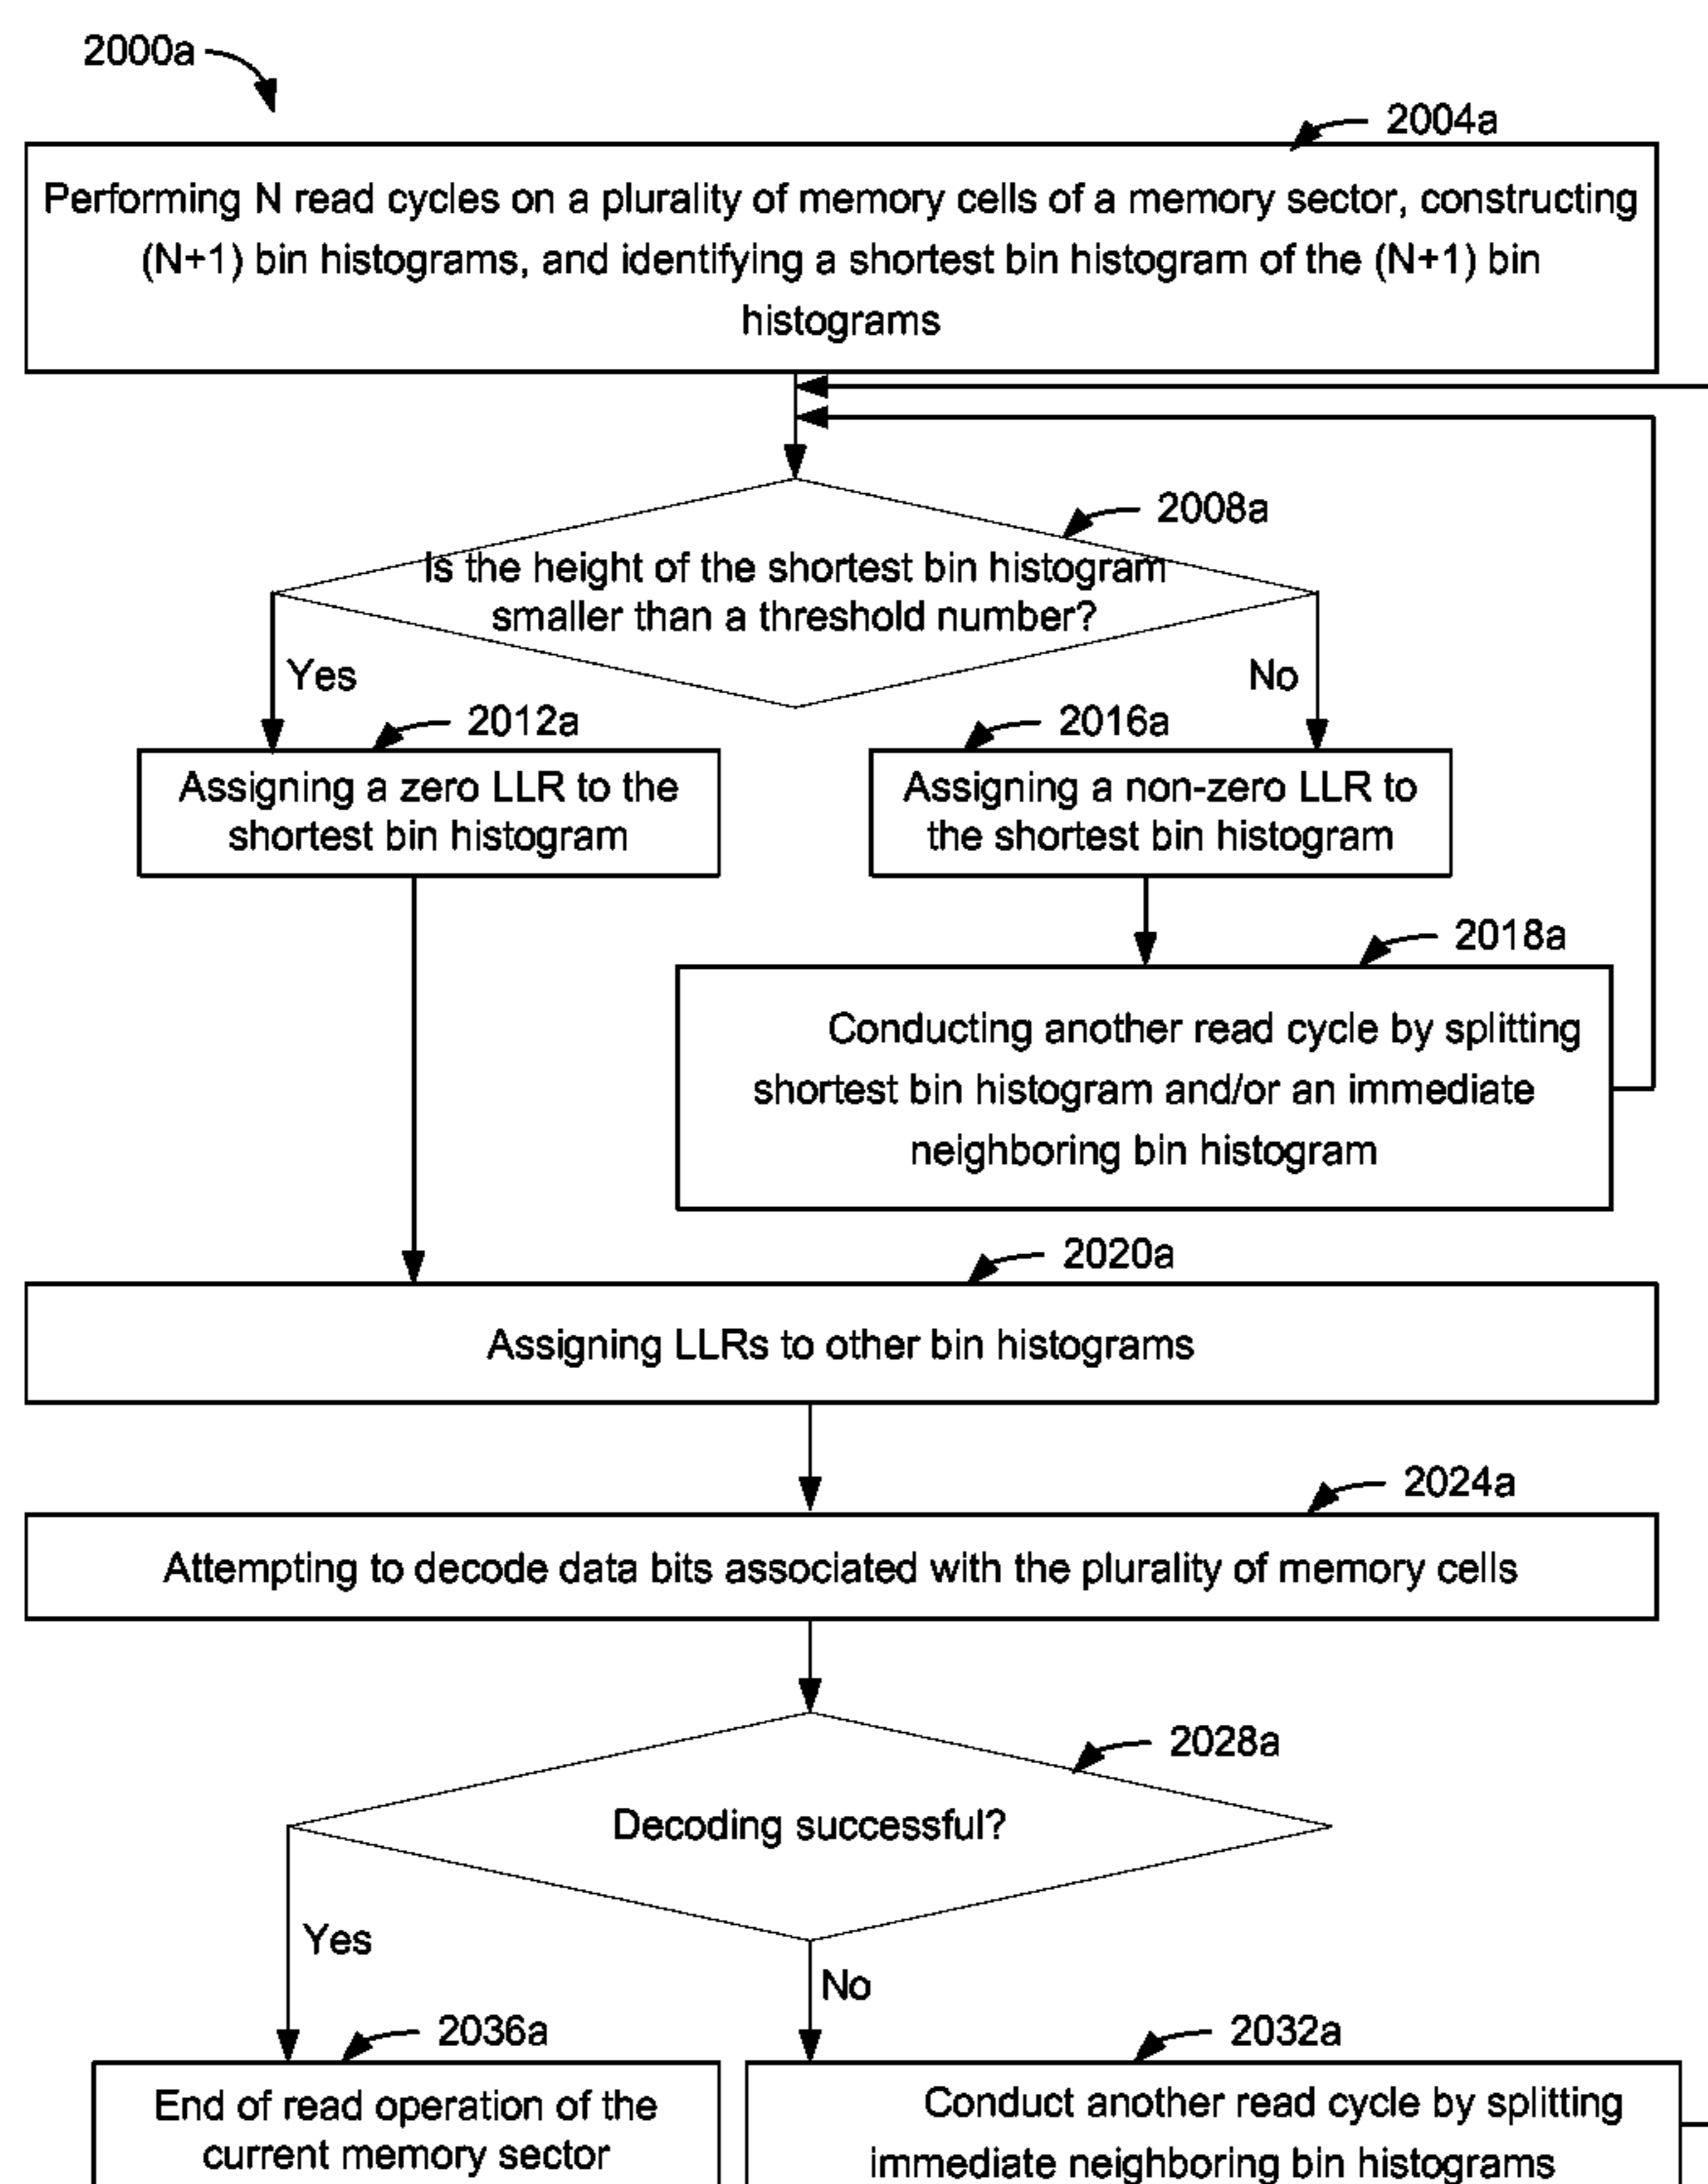 2000a
2004a
Performing N read cycles on a plurality of memory cells of a memory sector, constructing
(N+1) bin histograms, and identifying a shortest bin histogram of the (N+1) bin
histograms
2008a
Is the height of the shortest bin histogram
smaller than a threshold number?
Yes
No
2012a
2016a
Assigning a zero LLR to the
shortest bin histogram
Assigning a non-zero LLR to
the shortest bin histogram
2018a
Conducting another read cycle by splitting
shortest bin histogram and/or an immediate
neighboring bin histogram
2020a
Assigning LLRs to other bin histograms
2024a
Attempting to decode data bits associated with the plurality of memory cells
2028a
Decoding successful?
Yes
No
2036a
2032a
End of read operation of the
current memory sector
Conduct another read cycle by splitting
immediate neighboring bin histograms